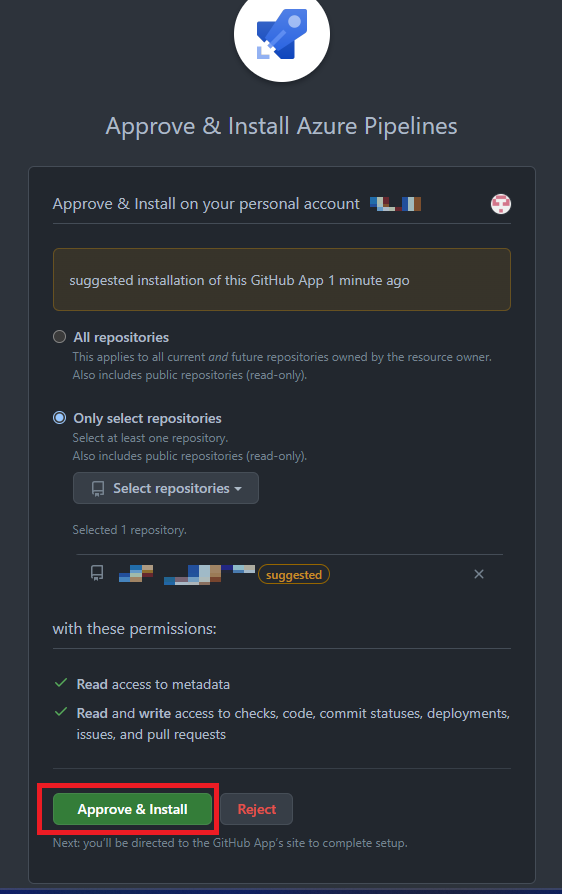 Approve & Install Azure Pipelines
Approve & Install on your personal account
suggested installation of this GitHub App 1 minute ago
All repositories
This applies to all current and future repositories owned by the resource owner.
Also includes public repositories (read-only).
Only select repositories
Select at least one repository.
Also includes public repositories (read-only).
Select repositories
Selected 1 repository.
suggested
with these permissions:
Read access to metadata
Read and write access to checks, code, commit statuses, deployments,
issues, and pull requests
Approve & Install Reject
Next: you'll be directed to the GitHub App's site to complete setup.